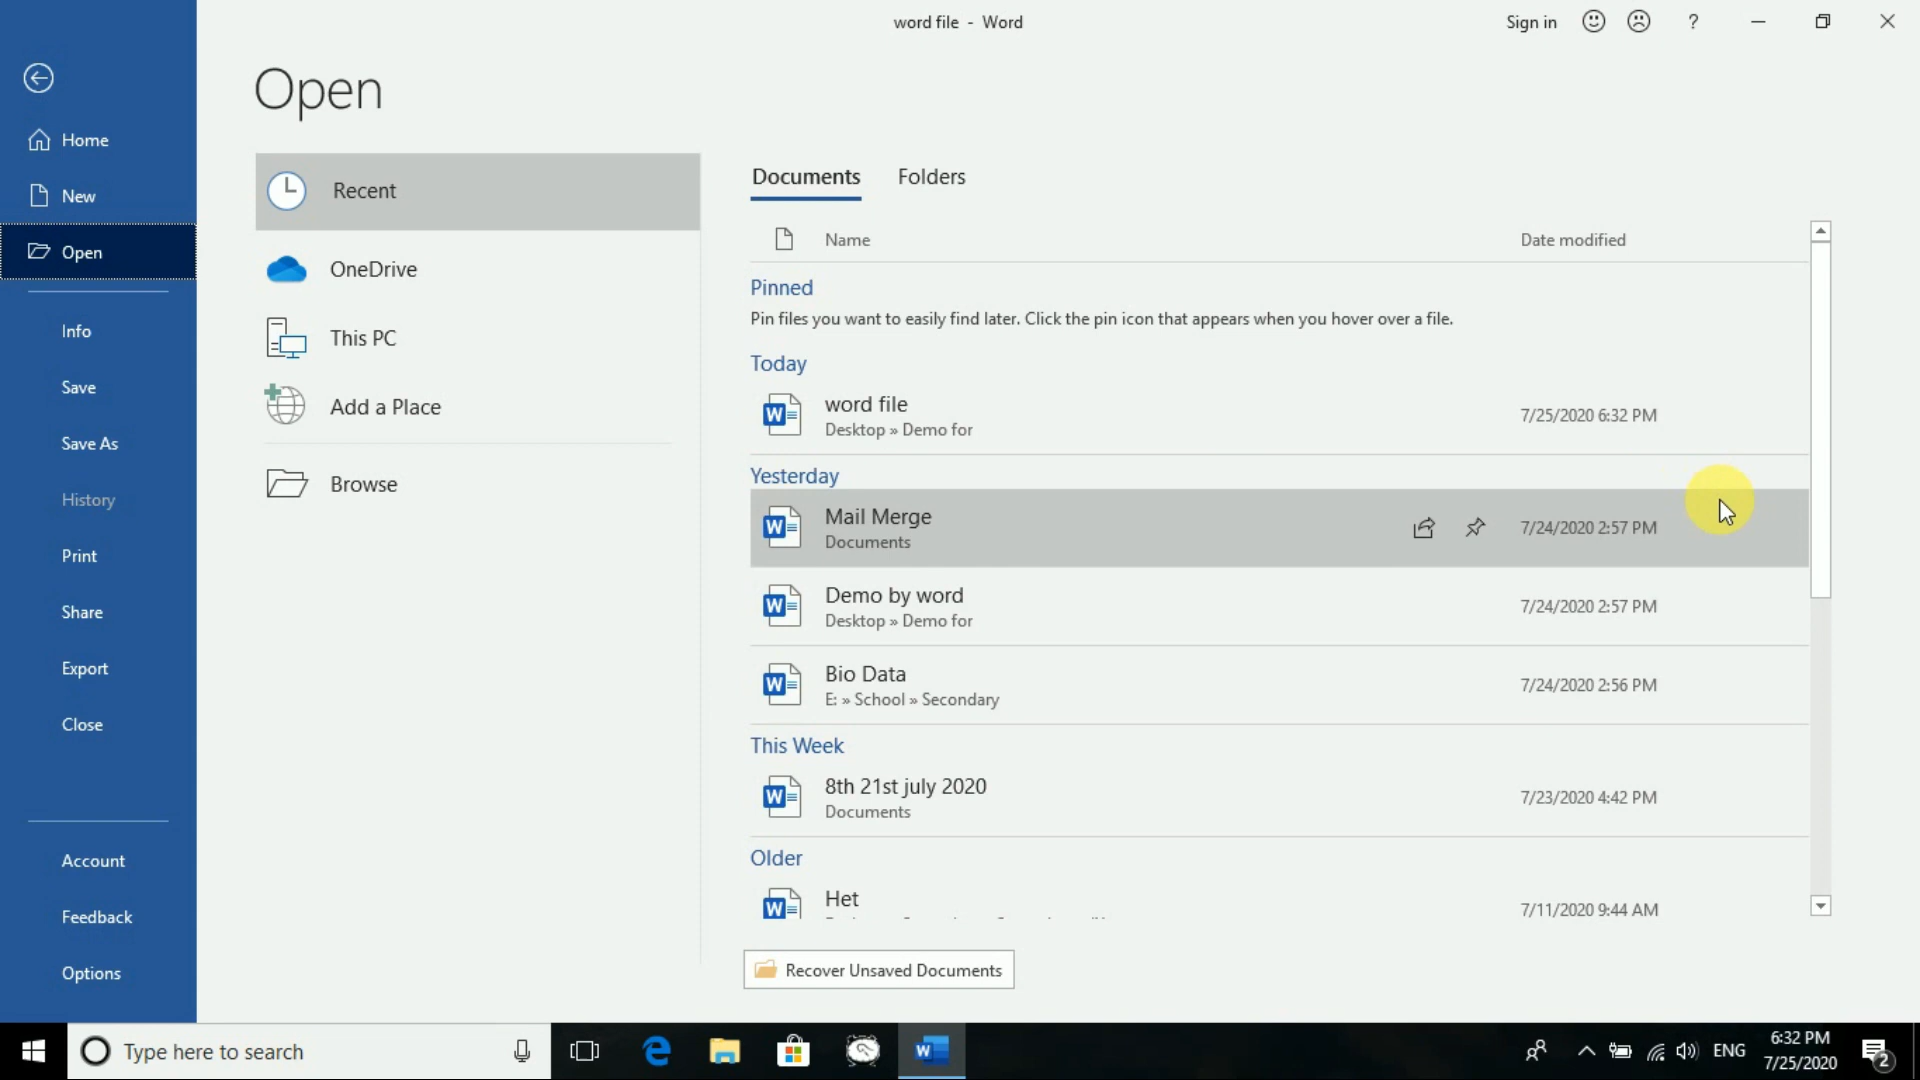 word file - Word
Sign in
?
Open
Home
New
Open
Info
Save
Save As
History
Print
Share
Export
Close
Account
Feedback
Options
Recent
OneDrive
This PC
Add a Place
Browse
Documents Folders
Name Date modified
Pinned
Pin files you want to easily find later. Click the pin icon that appears when you hover over a file.
Today
word file
Desktop » Demo for
7/25/2020 6:32 PM
Yesterday
Mail Merge
Documents
7/24/2020 2:57 PM
Demo by word
Desktop » Demo for
7/24/2020 2:57 PM
Bio Data
E: » School » Secondary
7/24/2020 2:56 PM
This Week
8th 21st july 2020
Documents
7/23/2020 4:42 PM
Older
Het
7/11/2020 9:44 AM
Recover Unsaved Documents
Type here to search
ENG
6:32 PM
7/25/2020
2